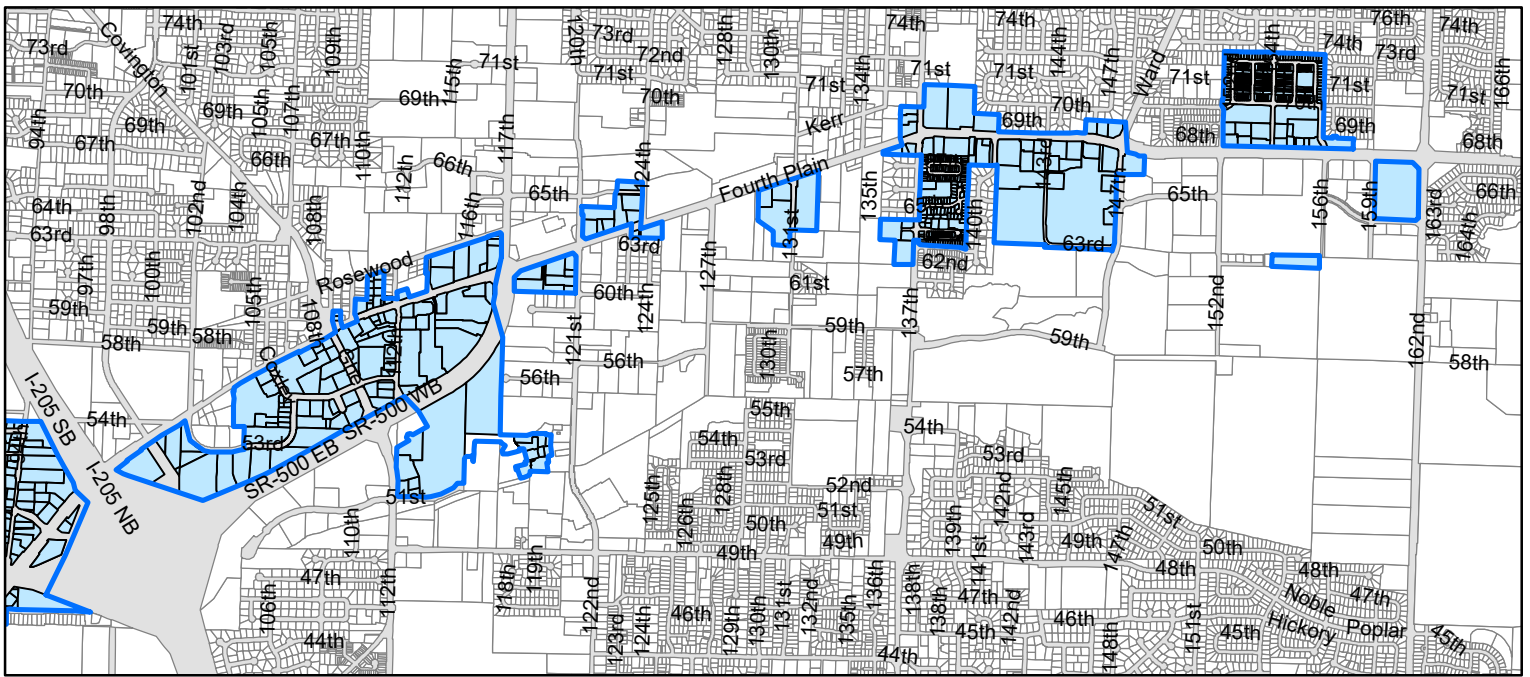 74th
74th
74th
76th
74th
73rd
Covington
101st
103rd
105th
109th
120th
73rd
72nd
128th
130th
134th
144th
147th
Ward
74th
73rd
166th
71st
115th
71st
71st
71st
71st
71st
71st
71st
70th
69th
70th
70th
94th
69th
69th
105th
107th
117th
Kerr
69th
68th
69th
68th
67th
67th
66th
110th
112th
66th
124th
Fourth Plain
143rd
147th
64th
63rd
98th
102nd
104th
108th
116th
65th
135th
140th
65th
156th
159th
163rd
66th
164th
63rd
131st
63rd
62nd
97th
100th
Rosewood
127th
61st
137th
152nd
162nd
59th
59th
58th
58th
105th
108th
60th
124th
121st
59th
59th
58th
Coxley
112th
56th
56th
130th
57th
I-205 SB
54th
53rd
SR-500 EB
SR-500 WB
55th
54th
53rd
54th
53rd
I-205 NB
51st
125th
126th
128th
52nd
51st
50th
49th
49th
139th
142nd
143rd
145th
141st
49th
147th
51st
50th
110th
47th
106th
44th
112th
118th
119th
122nd
123rd
124th
46th
129th
130th
131st
132nd
135th
136th
138th
138th
47th
142nd
45th
44th
46th
148th
48th
151st
48th
Noble
47th
Hickory
Poplar
45th
45th